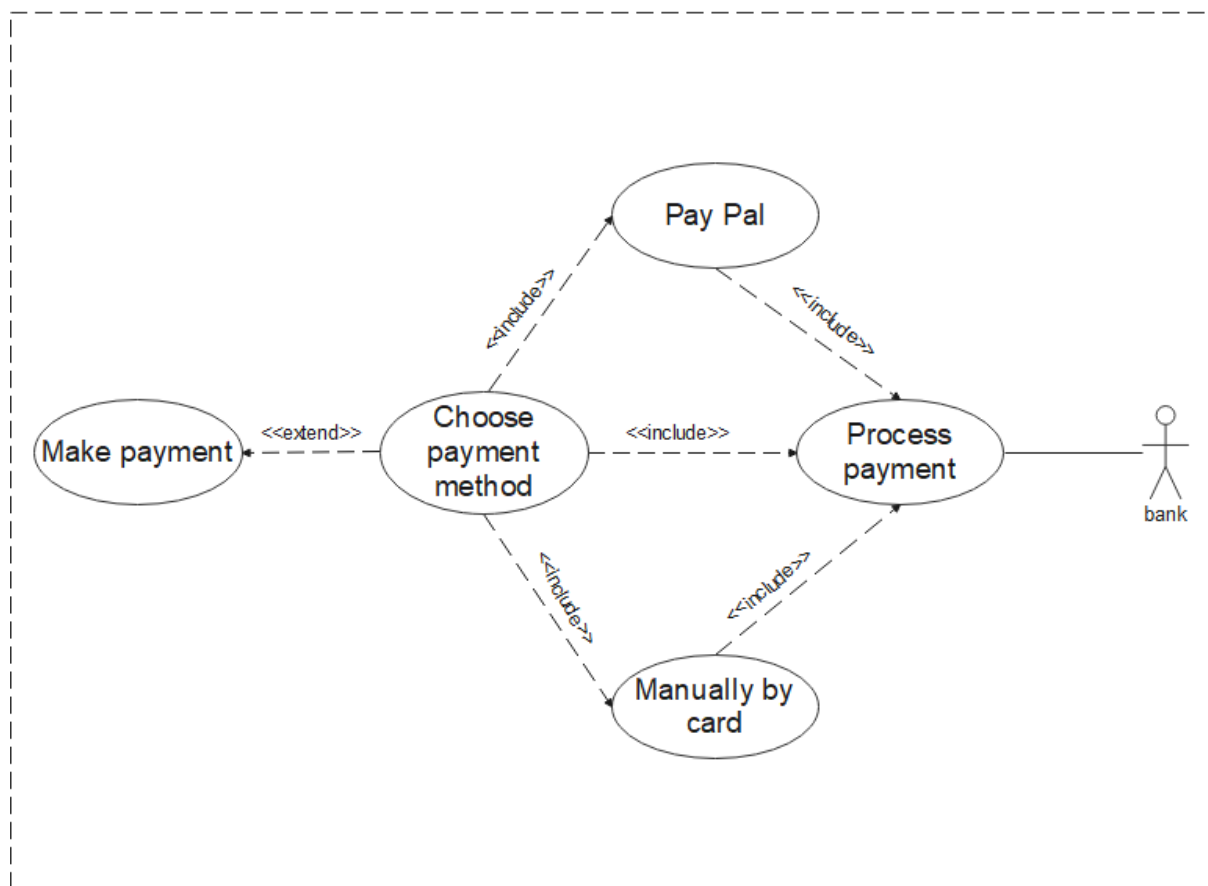 Pay Pal
<<include>>
<<include>>
Make payment
<<extend>>
Choose
payment
method
<<include>>
Process
payment
bank
<<include>>
<<include>>
Manually by
card